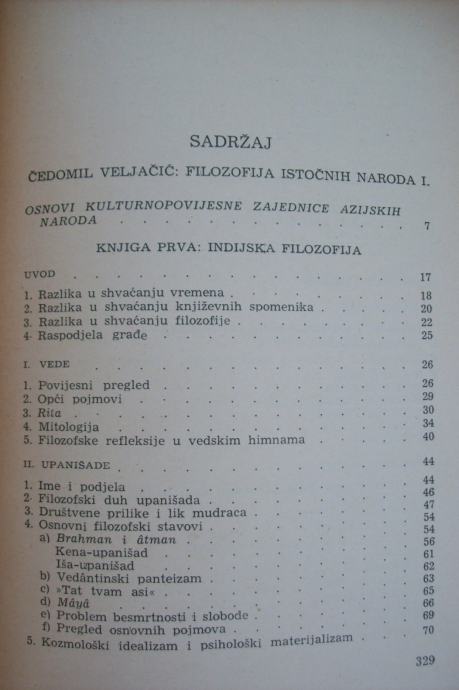 SADRŽAJ
ČEDOMIL VELJAČIĆ: FILOZOFIJA ISTOČNIH NARODA I.
OSNOVI KULTURNOPOVIJESNE ZAJEDNICE AZIJSKIH
NARODA . . . . . . . . . . . 7
KNJIGA PRVA: INDIJSKA FILOZOFIJA
UVOD . . . . . . . . . . . 17
1. Razlika u shvaćanju vremena . . . . . . . 18
2. Razlika u shvaćanju književnih spomenika . . . . 20
3. Razlika u shvaćanju filozofije . . . . . . . 22
4. Raspodjela građe . . . . . . . . . 25
I. VEDE . . . . . . . . . . . 26
1. Povijesni pregled . . . . . . . . . 26
2. Opći pojmovi . . . . . . . . . . 29
3. Rita . . . . . . . . . . . 30
4. Mitologija . . . . . . . . . . 34
5. Filozofske refleksije u vedskim himnama . . . . 40
II. UPANIŠADE . . . . . . . . . . 44
1. Ime i podjela . . . . . . . . . . 44
2. Filozofski duh upanišada . . . . . . . 46
3. Društvene prilike i lik mudraca . . . . . . 47
4. Osnovni filozofski stavovi . . . . . . . 54
a) Brahman i âtman . . . . . . . . 54
Kena-upanišad . . . . . . . . 56
Iša-upanišad . . . . . . . . 61
b) Vedântinski panteizam . . . . . . . 62
c) »Tat tvam asi« . . . . . . . . 63
d) Mâyâ . . . . . . . . . . 65
e) Problem besmrtnosti i slobode . . . . . 66
f) Pregled osnovnih pojmova . . . . . . 69
5. Kozmološki idealizam i psihološki materijalizam . . 70
329